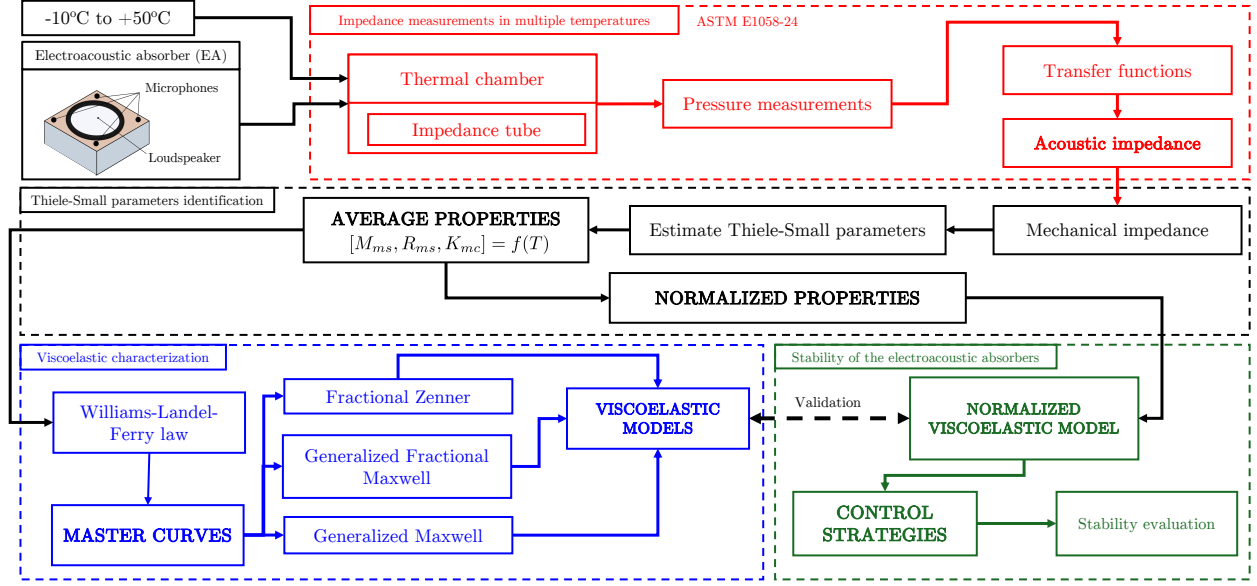 -10ºC to +50ºC
Impedance measurements in multiple temperatures
ASTM E1058-24
Electroacoustic absorber (EA)
Microphones
Loudspeaker
Thermal chamber
Impedance tube
Pressure measurements
Transfer functions
Acoustic impedance
Thiele-Small parameters identification
AVERAGE PROPERTIES
[M_ms, R_ms, K_mc] = f(T)
Estimate Thiele-Small parameters
Mechanical impedance
NORMALIZED PROPERTIES
Viscoelastic characterization
Williams-Landel-
Ferry law
MASTER CURVES
Fractional Zenner
Generalized Fractional
Maxwell
Generalized Maxwell
VISCOELASTIC
MODELS
Validation
Stability of the electroacoustic absorbers
NORMALIZED
VISCOELASTIC MODEL
CONTROL
STRATEGIES
Stability evaluation